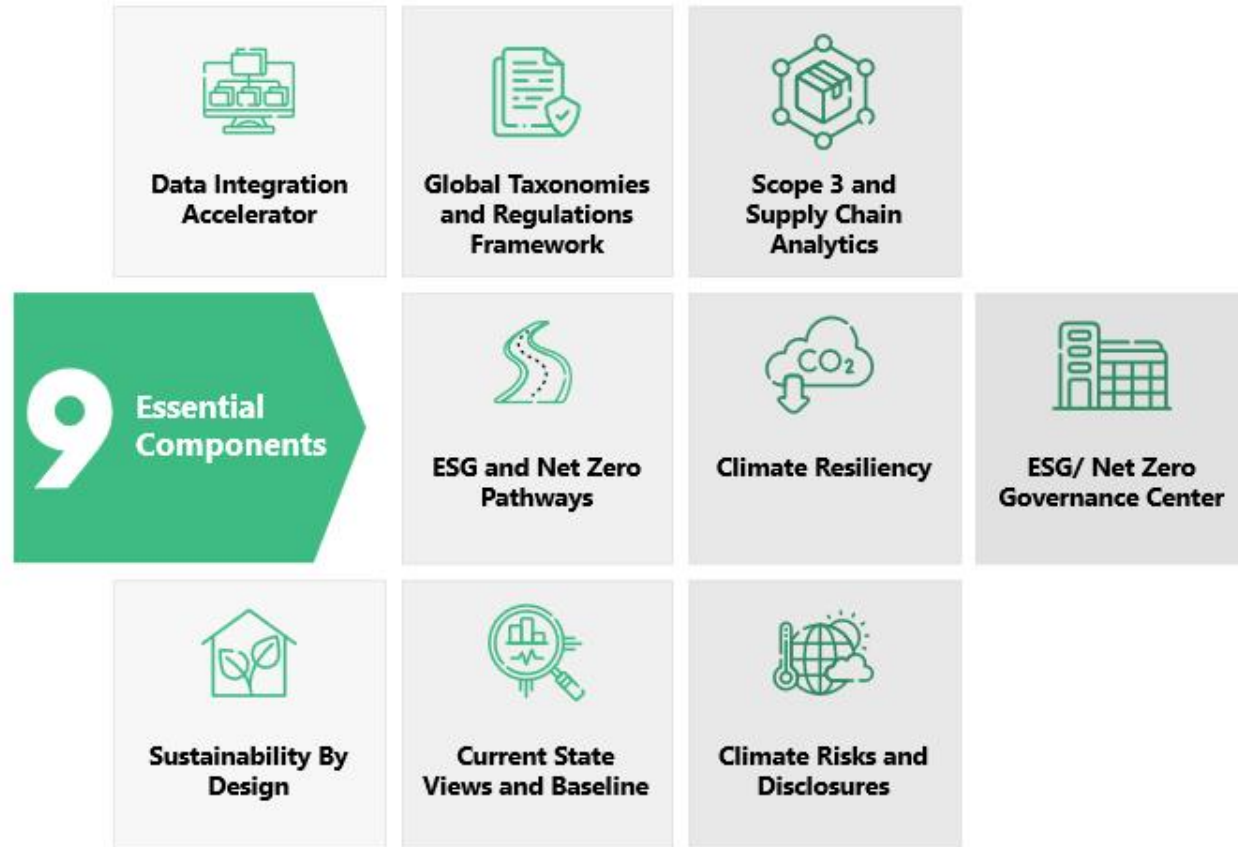 Data Integration
Accelerator
Global Taxonomies
and Regulations
Framework
Scope 3 and
Supply Chain
Analytics
9
Essential
Components
ESG and Net Zero
Pathways
CO₂
Climate Resiliency
ESG/ Net Zero
Governance Center
Sustainability By
Design
Current State
Views and Baseline
Climate Risks and
Disclosures